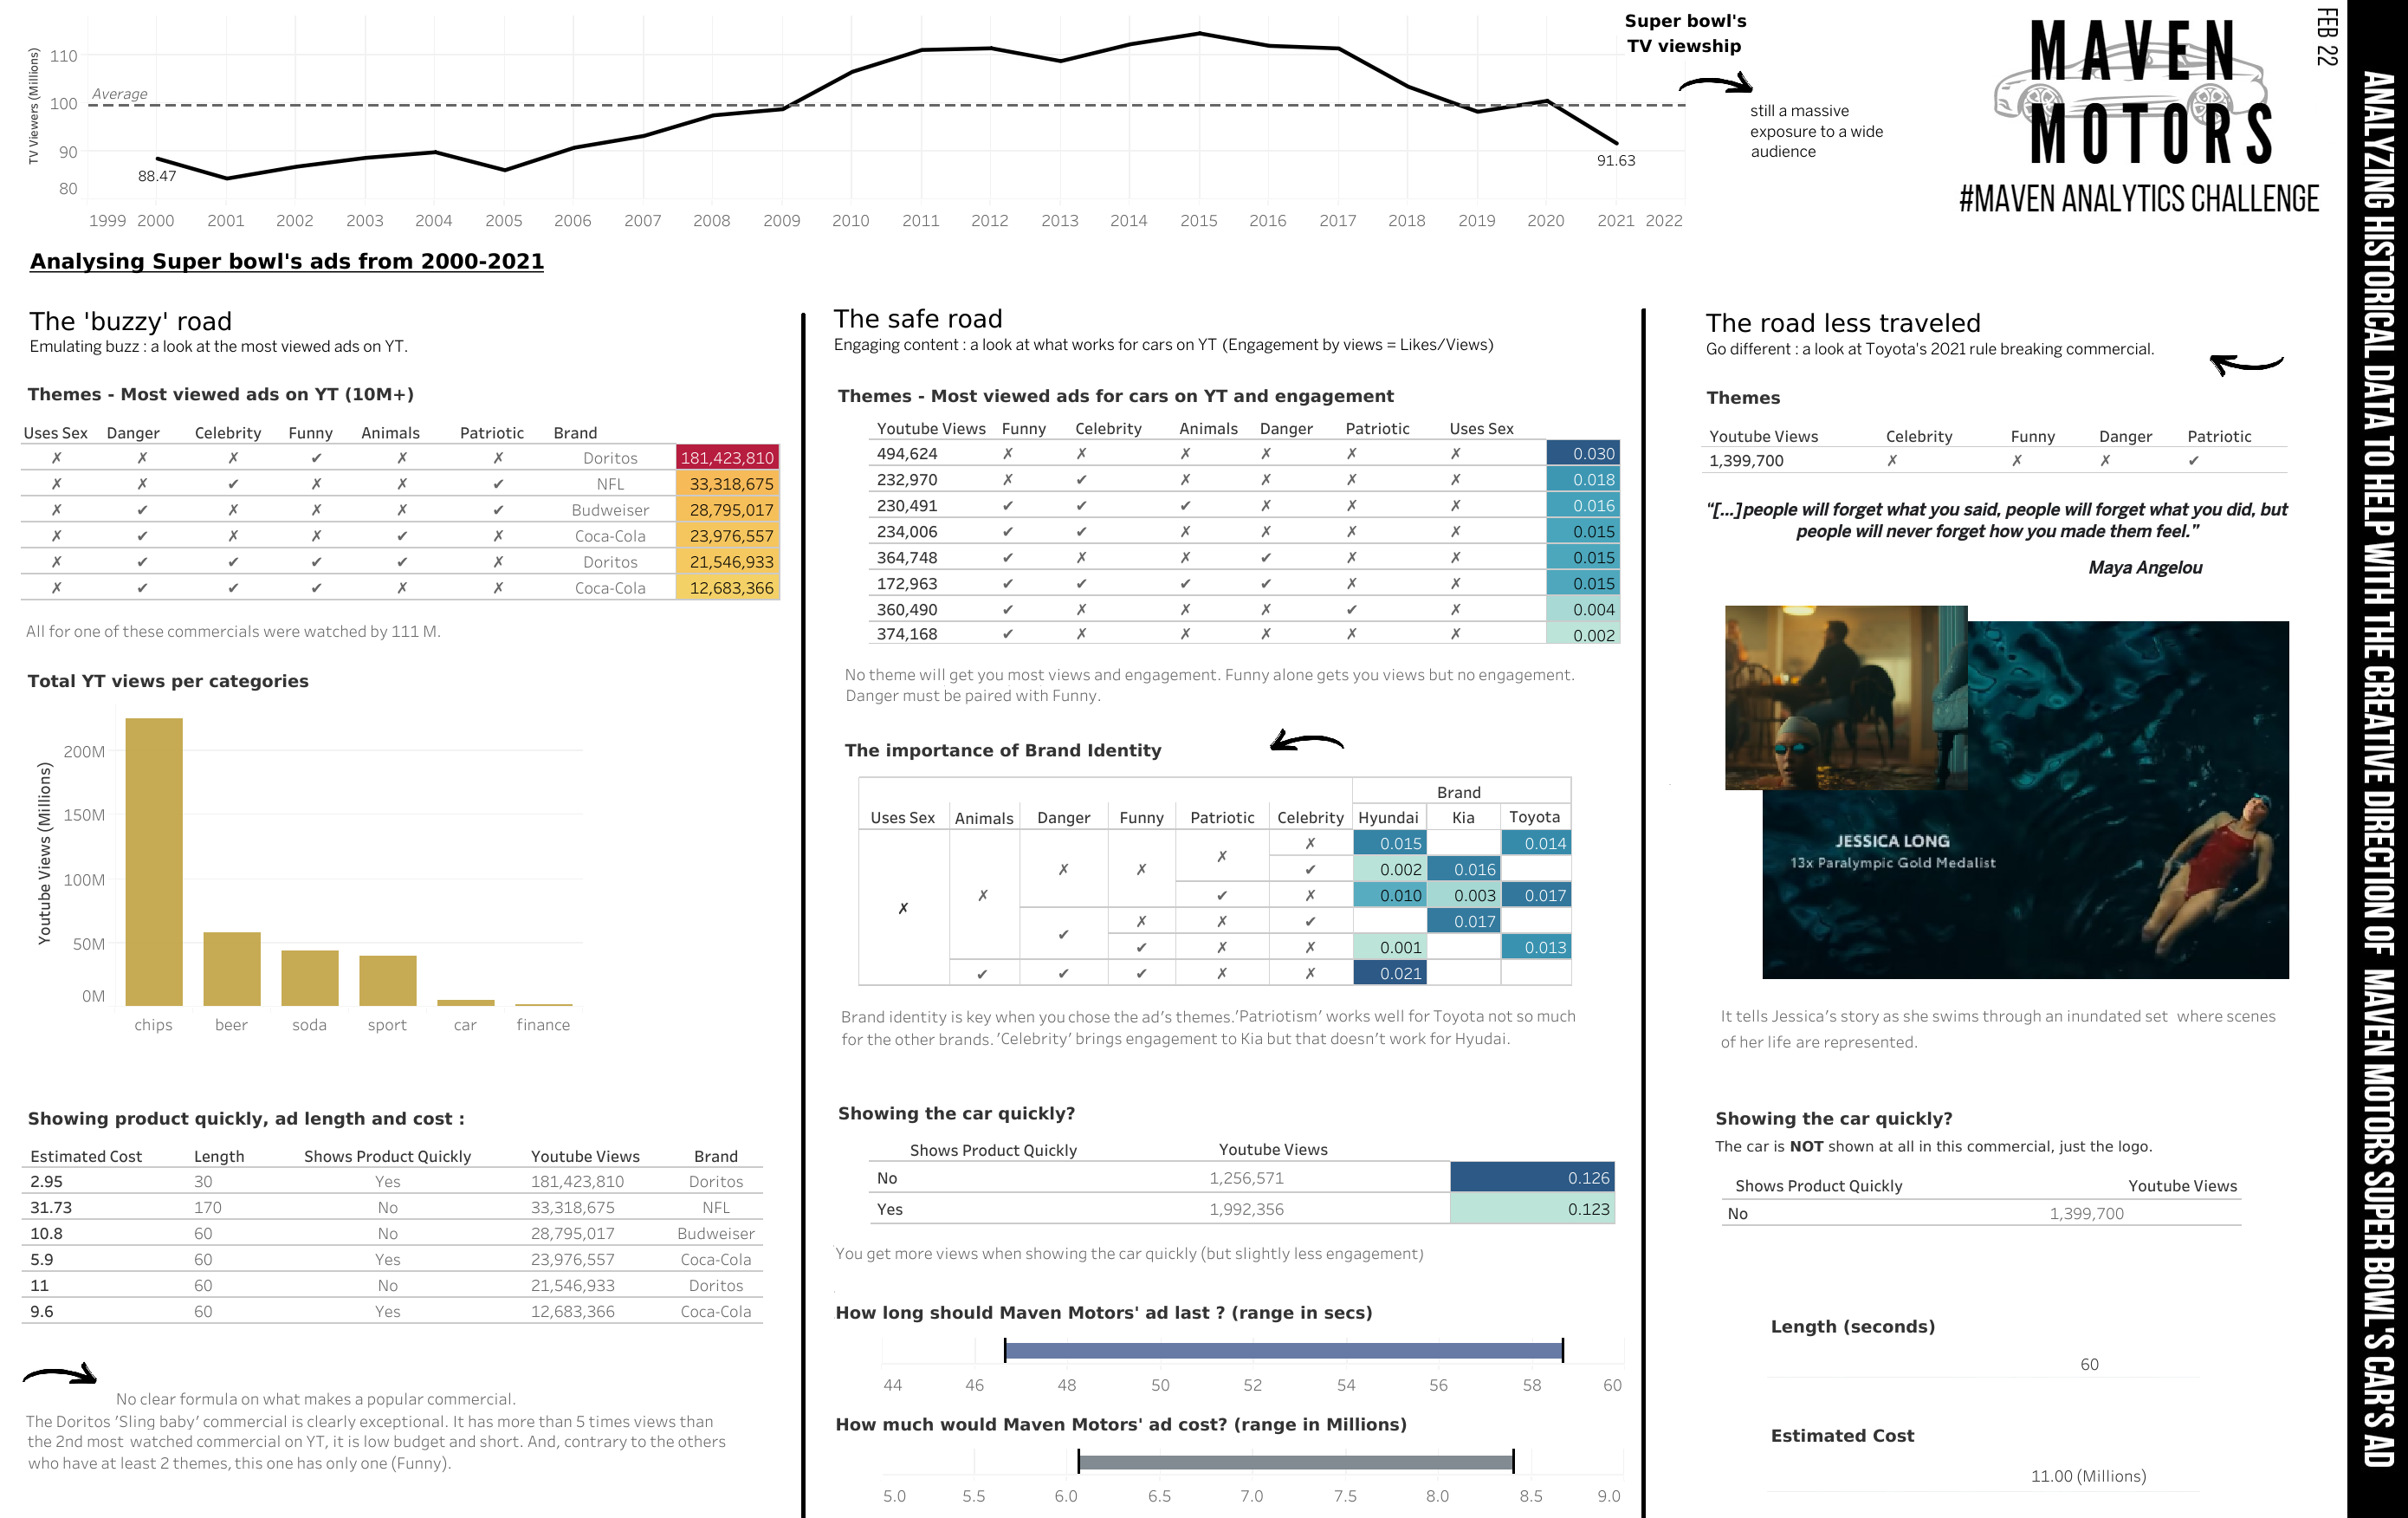 Super bowl's
TV viewship
still a massive
exposure to a wide
audience
TV Viewers (Millions)
110
100
90
80
Average
88.47
91.63
1999 2000 2001 2002 2003 2004 2005 2006 2007 2008 2009 2010 2011 2012 2013 2014 2015 2016 2017 2018 2019 2020 2021 2022
MAVEN
MOTORS
#MAVEN ANALYTICS CHALLENGE
FEB 22
ANALYZING HISTORICAL DATA TO HELP WITH THE CREATIVE DIRECTION OF MAVEN MOTORS SUPER BOWL'S CAR'S AD
Analysing Super bowl's ads from 2000-2021
The 'buzzy' road
Emulating buzz : a look at the most viewed ads on YT.
Themes - Most viewed ads on YT (10M+)
Uses Sex Danger Celebrity Funny Animals Patriotic Brand
✗ ✗ ✗ ✔ ✗ ✗ Doritos 181,423,810
✗ ✗ ✔ ✗ ✗ ✔ NFL 33,318,675
✗ ✔ ✗ ✗ ✗ ✔ Budweiser 28,795,017
✗ ✔ ✗ ✗ ✔ ✗ Coca-Cola 23,976,557
✗ ✔ ✔ ✔ ✔ ✗ Doritos 21,546,933
✗ ✔ ✔ ✔ ✗ ✗ Coca-Cola 12,683,366
All for one of these commercials were watched by 111 M.
Total YT views per categories
Youtube Views (Millions)
200M
150M
100M
50M
0M
chips beer soda sport car finance
Showing product quickly, ad length and cost :
Estimated Cost Length Shows Product Quickly Youtube Views Brand
2.95 30 Yes 181,423,810 Doritos
31.73 170 No 33,318,675 NFL
10.8 60 No 28,795,017 Budweiser
5.9 60 Yes 23,976,557 Coca-Cola
11 60 No 21,546,933 Doritos
9.6 60 Yes 12,683,366 Coca-Cola
No clear formula on what makes a popular commercial.
The Doritos 'Sling baby' commercial is clearly exceptional. It has more than 5 times views than
the 2nd most watched commercial on YT, it is low budget and short. And, contrary to the others
who have at least 2 themes, this one has only one (Funny).
The safe road
Engaging content : a look at what works for cars on YT (Engagement by views = Likes/Views)
Themes - Most viewed ads for cars on YT and engagement
Youtube Views Funny Celebrity Animals Danger Patriotic Uses Sex
494,624 ✗ ✗ ✗ ✗ ✗ ✗ 0.030
232,970 ✗ ✔ ✗ ✗ ✗ ✗ 0.018
230,491 ✔ ✔ ✔ ✗ ✗ ✗ 0.016
234,006 ✔ ✔ ✗ ✗ ✗ ✗ 0.015
364,748 ✔ ✗ ✗ ✔ ✗ ✗ 0.015
172,963 ✔ ✔ ✔ ✔ ✗ ✗ 0.015
360,490 ✔ ✗ ✗ ✗ ✔ ✗ 0.004
374,168 ✔ ✗ ✗ ✗ ✗ ✗ 0.002
No theme will get you most views and engagement. Funny alone gets you views but no engagement.
Danger must be paired with Funny.
The importance of Brand Identity
Brand
Uses Sex Animals Danger Funny Patriotic Celebrity Hyundai Kia Toyota
✗ ✗ ✗ ✗ ✗ ✗ 0.015 0.014
✔ 0.002 0.016
✔ ✗ 0.010 0.003 0.017
✔ ✗ ✗ ✔ 0.017
✔ ✗ ✗ 0.001 0.013
✔ ✔ ✔ ✗ ✗ 0.021
Brand identity is key when you chose the ad's themes.'Patriotism' works well for Toyota not so much
for the other brands. 'Celebrity' brings engagement to Kia but that doesn't work for Hyudai.
Showing the car quickly?
Shows Product Quickly Youtube Views
No 1,256,571 0.126
Yes 1,992,356 0.123
You get more views when showing the car quickly (but slightly less engagement)
How long should Maven Motors' ad last ? (range in secs)
44 46 48 50 52 54 56 58 60
How much would Maven Motors' ad cost? (range in Millions)
5.0 5.5 6.0 6.5 7.0 7.5 8.0 8.5 9.0
The road less traveled
Go different : a look at Toyota's 2021 rule breaking commercial.
Themes
Youtube Views Celebrity Funny Danger Patriotic
1,399,700 ✗ ✗ ✗ ✔
"[...]people will forget what you said, people will forget what you did, but
people will never forget how you made them feel."
Maya Angelou
JESSICA LONG
13x Paralympic Gold Medalist
It tells Jessica's story as she swims through an inundated set where scenes
of her life are represented.
Showing the car quickly?
The car is NOT shown at all in this commercial, just the logo.
Shows Product Quickly Youtube Views
No 1,399,700
Length (seconds)
60
Estimated Cost
11.00 (Millions)